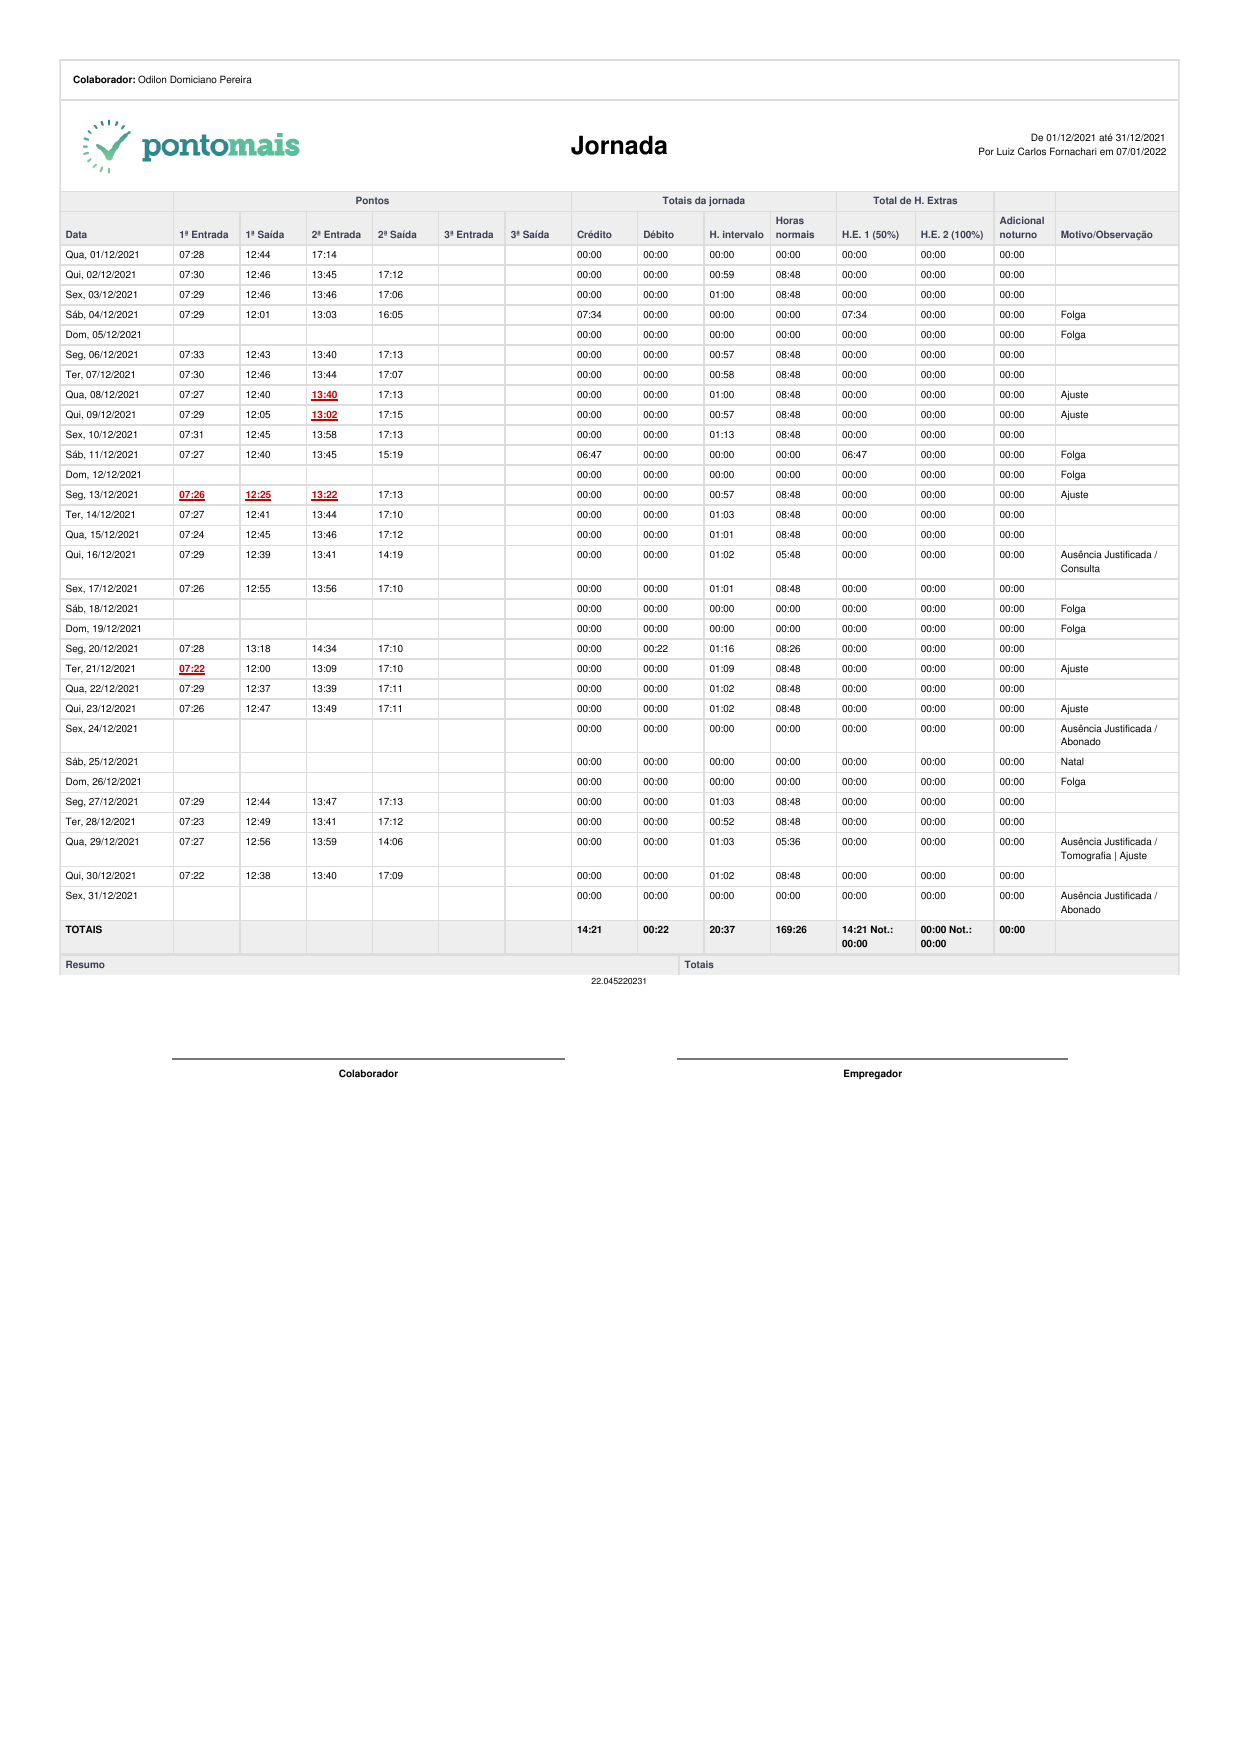 Colaborador: Odilon Domiciano Pereira
pontomais
Jornada
De 01/12/2021 até 31/12/2021
Por Luiz Carlos Fornachari em 07/01/2022
Pontos Totais da jornada Total de H. Extras
Data 1ª Entrada 1ª Saída 2ª Entrada 2ª Saída 3ª Entrada 3ª Saída Crédito Débito H. intervalo Horas normais H.E. 1 (50%) H.E. 2 (100%) Adicional noturno Motivo/Observação
Qua, 01/12/2021 07:28 12:44 17:14 00:00 00:00 00:00 00:00 00:00 00:00 00:00
Qui, 02/12/2021 07:30 12:46 13:45 17:12 00:00 00:00 00:59 08:48 00:00 00:00 00:00
Sex, 03/12/2021 07:29 12:46 13:46 17:06 00:00 00:00 01:00 08:48 00:00 00:00 00:00
Sáb, 04/12/2021 07:29 12:01 13:03 16:05 07:34 00:00 00:00 00:00 07:34 00:00 00:00 Folga
Dom, 05/12/2021 00:00 00:00 00:00 00:00 00:00 00:00 00:00 Folga
Seg, 06/12/2021 07:33 12:43 13:40 17:13 00:00 00:00 00:57 08:48 00:00 00:00 00:00
Ter, 07/12/2021 07:30 12:46 13:44 17:07 00:00 00:00 00:58 08:48 00:00 00:00 00:00
Qua, 08/12/2021 07:27 12:40 13:40 17:13 00:00 00:00 01:00 08:48 00:00 00:00 00:00 Ajuste
Qui, 09/12/2021 07:29 12:05 13:02 17:15 00:00 00:00 00:57 08:48 00:00 00:00 00:00 Ajuste
Sex, 10/12/2021 07:31 12:45 13:58 17:13 00:00 00:00 01:13 08:48 00:00 00:00 00:00
Sáb, 11/12/2021 07:27 12:40 13:45 15:19 06:47 00:00 00:00 00:00 06:47 00:00 00:00 Folga
Dom, 12/12/2021 00:00 00:00 00:00 00:00 00:00 00:00 00:00 Folga
Seg, 13/12/2021 07:26 12:25 13:22 17:13 00:00 00:00 00:57 08:48 00:00 00:00 00:00 Ajuste
Ter, 14/12/2021 07:27 12:41 13:44 17:10 00:00 00:00 01:03 08:48 00:00 00:00 00:00
Qua, 15/12/2021 07:24 12:45 13:46 17:12 00:00 00:00 01:01 08:48 00:00 00:00 00:00
Qui, 16/12/2021 07:29 12:39 13:41 14:19 00:00 00:00 01:02 05:48 00:00 00:00 00:00 Ausência Justificada /
Consulta
Sex, 17/12/2021 07:26 12:55 13:56 17:10 00:00 00:00 01:01 08:48 00:00 00:00 00:00
Sáb, 18/12/2021 00:00 00:00 00:00 00:00 00:00 00:00 00:00 Folga
Dom, 19/12/2021 00:00 00:00 00:00 00:00 00:00 00:00 00:00 Folga
Seg, 20/12/2021 07:28 13:18 14:34 17:10 00:00 00:22 01:16 08:26 00:00 00:00 00:00
Ter, 21/12/2021 07:22 12:00 13:09 17:10 00:00 00:00 01:09 08:48 00:00 00:00 00:00 Ajuste
Qua, 22/12/2021 07:29 12:37 13:39 17:11 00:00 00:00 01:02 08:48 00:00 00:00 00:00
Qui, 23/12/2021 07:26 12:47 13:49 17:11 00:00 00:00 01:02 08:48 00:00 00:00 00:00 Ajuste
Sex, 24/12/2021 00:00 00:00 00:00 00:00 00:00 00:00 00:00 Ausência Justificada /
Abonado
Sáb, 25/12/2021 00:00 00:00 00:00 00:00 00:00 00:00 00:00 Natal
Dom, 26/12/2021 00:00 00:00 00:00 00:00 00:00 00:00 00:00 Folga
Seg, 27/12/2021 07:29 12:44 13:47 17:13 00:00 00:00 01:03 08:48 00:00 00:00 00:00
Ter, 28/12/2021 07:23 12:49 13:41 17:12 00:00 00:00 00:52 08:48 00:00 00:00 00:00
Qua, 29/12/2021 07:27 12:56 13:59 14:06 00:00 00:00 01:03 05:36 00:00 00:00 00:00 Ausência Justificada /
Tomografia | Ajuste
Qui, 30/12/2021 07:22 12:38 13:40 17:09 00:00 00:00 01:02 08:48 00:00 00:00 00:00
Sex, 31/12/2021 00:00 00:00 00:00 00:00 00:00 00:00 00:00 Ausência Justificada /
Abonado
TOTAIS 14:21 00:22 20:37 169:26 14:21 Not.: 00:00 Not.: 00:00
00:00 00:00
Resumo Totais
22.045220231
Colaborador Empregador